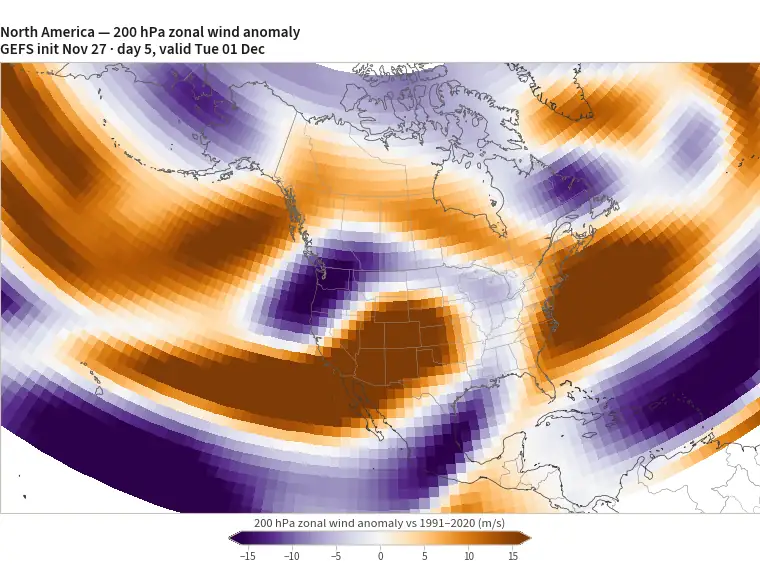 North America — 200 hPa zonal wind anomaly
GEFS init Nov 27 · day 5, valid Tue 01 Dec
200 hPa zonal wind anomaly vs 1991–2020 (m/s)
−15 −10 −5 0 5 10 15